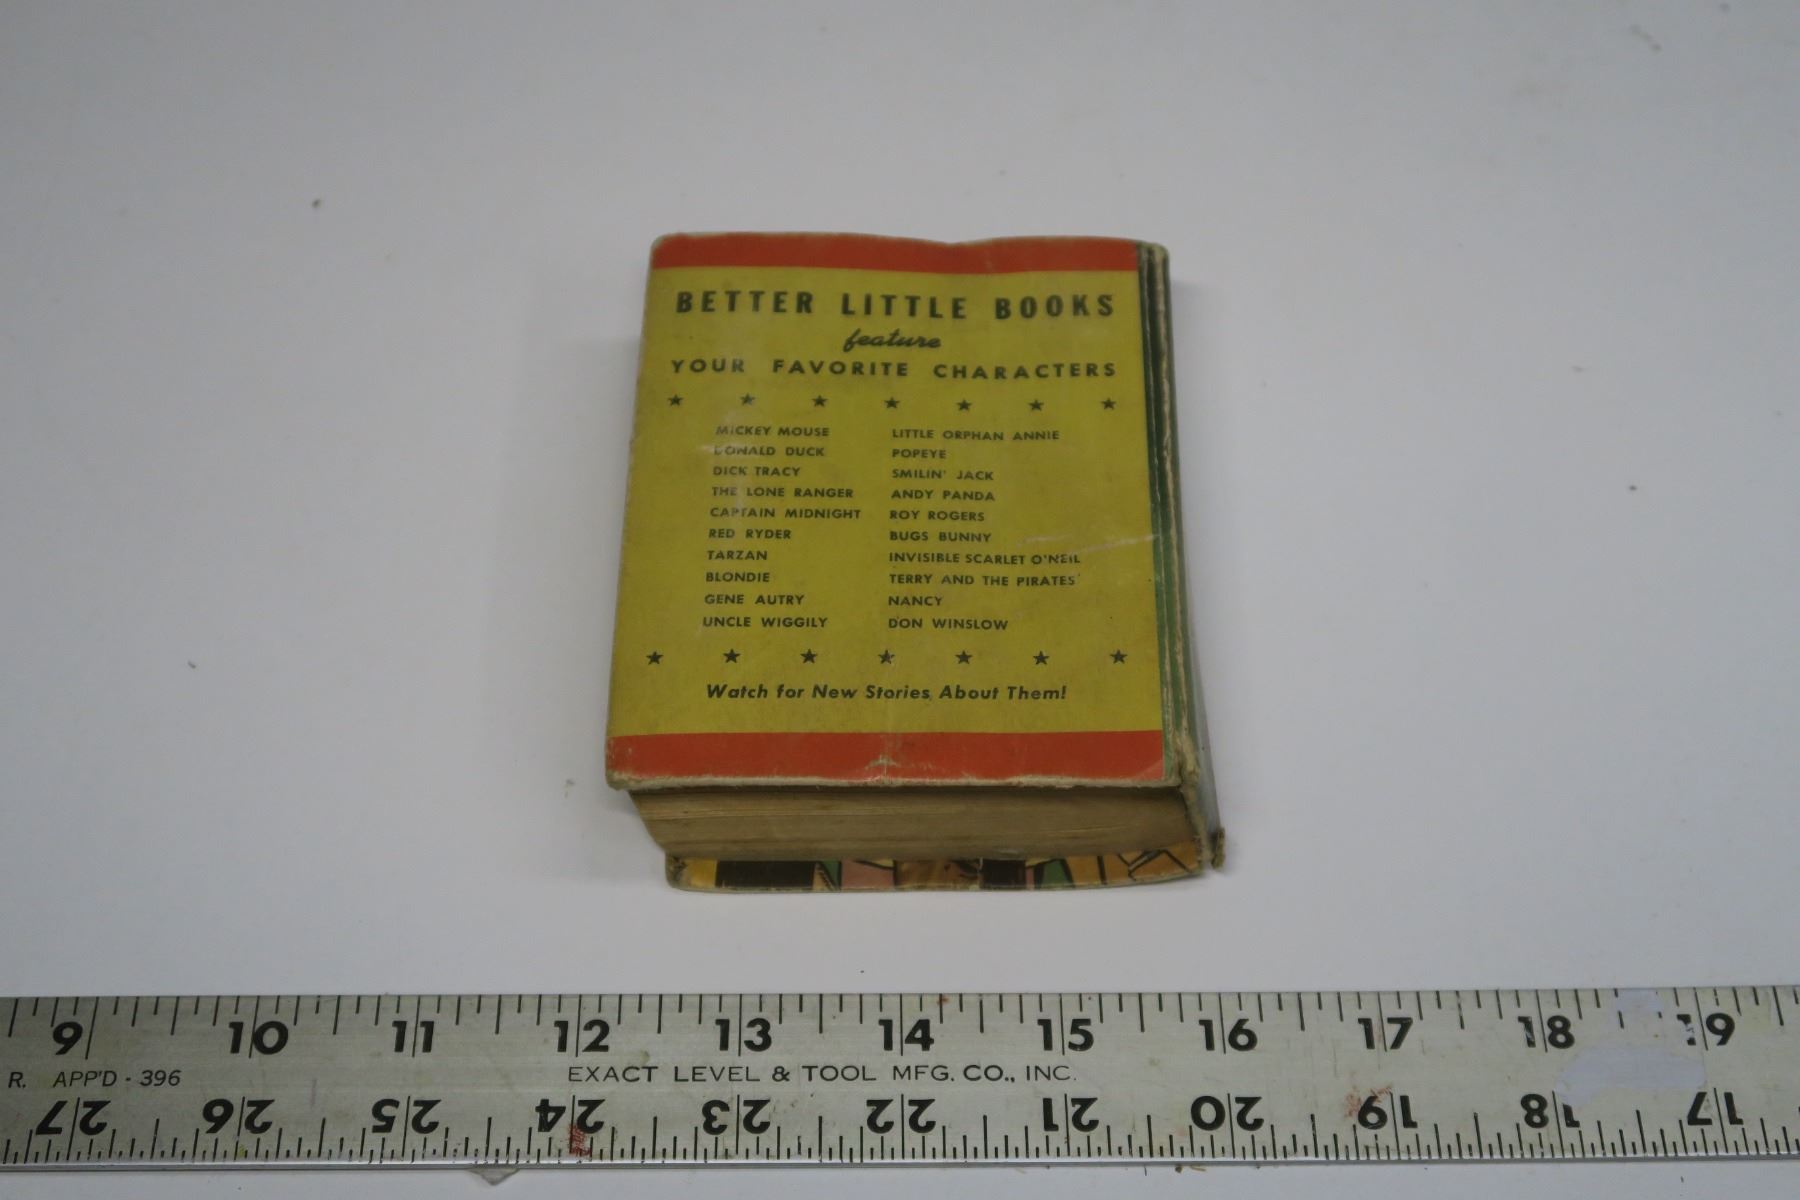 BETTER LITTLE BOOKS
feature
YOUR FAVORITE CHARACTERS
MICKEY MOUSE
DONALD DUCK
DICK TRACY
THE LONE RANGER
CAPTAIN MIDNIGHT
RED RYDER
TARZAN
BLONDIE
GENE AUTRY
UNCLE WIGGILY
LITTLE ORPHAN ANNIE
POPEYE
SMILIN' JACK
ANDY PANDA
ROY ROGERS
BUGS BUNNY
INVISIBLE SCARLET O'NEIL
TERRY AND THE PIRATES
NANCY
DON WINSLOW
Watch for New Stories About Them!
9 10 11 12 13 14 15 16 17 18 19
R. APP'D - 396
EXACT LEVEL & TOOL MFG. CO., INC.
27 26 25 24 23 22 21 20 19 18 17